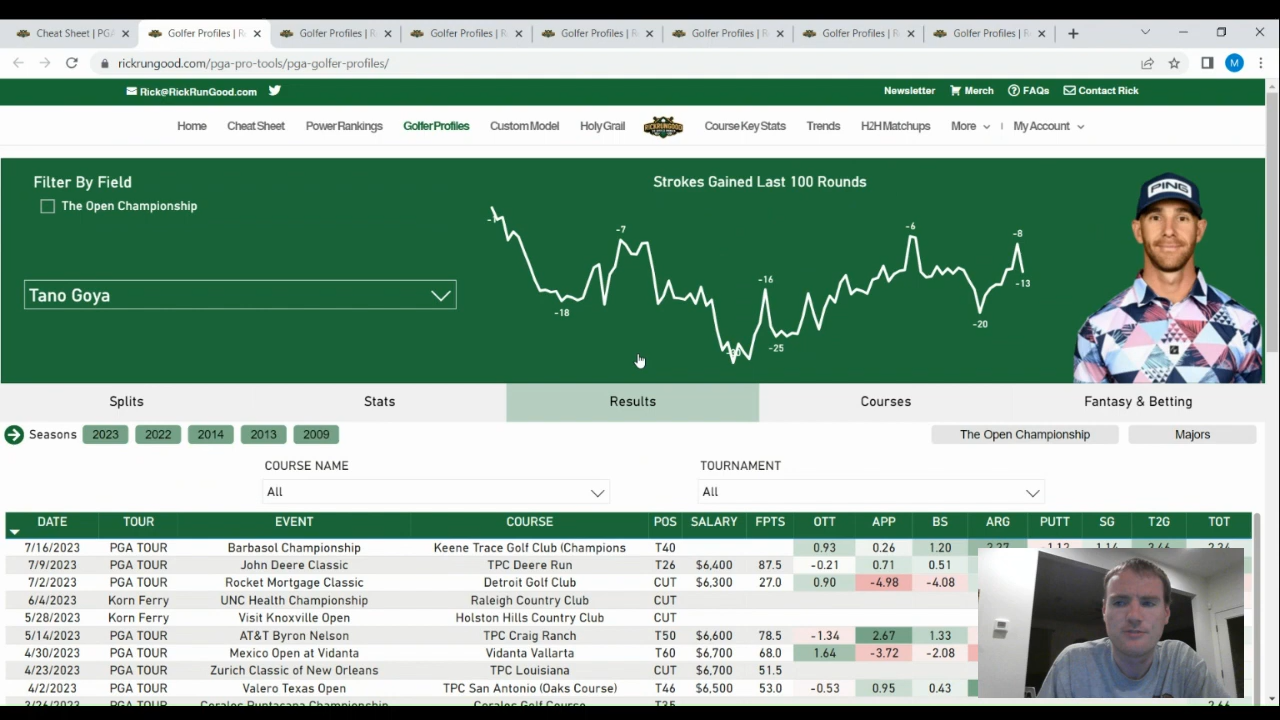 Cheat Sheet | PGA Golfer Profiles | R Golfer Profiles | R Golfer Profiles | R Golfer Profiles | R Golfer Profiles | R Golfer Profiles | R Golfer Profiles | R
rickrungood.com/pga-pro-tools/pga-golfer-profiles/ M
Rick@RickRunGood.com Newsletter Merch FAQs Contact Rick
Home Cheat Sheet Power Rankings Golfer Profiles Custom Model Holy Grail RICKRUNGOOD Course Key Stats Trends H2H Matchups More My Account
Filter By Field
The Open Championship
Tano Goya
Strokes Gained Last 100 Rounds
-7
-6
-8
-16
-13
-18
-20
-25
PING
Splits Stats Results Courses Fantasy & Betting
Seasons 2023 2022 2014 2013 2009 The Open Championship Majors
COURSE NAME TOURNAMENT
All All
DATE TOUR EVENT COURSE POS SALARY FPTS OTT APP BS ARG PUTT SG T2G TOT
7/16/2023 PGA TOUR Barbasol Championship Keene Trace Golf Club (Champions T40 0.93 0.26 1.20
7/9/2023 PGA TOUR John Deere Classic TPC Deere Run T26 $6,400 87.5 -0.21 0.71 0.51
7/2/2023 PGA TOUR Rocket Mortgage Classic Detroit Golf Club CUT $6,300 27.0 0.90 -4.98 -4.08
6/4/2023 Korn Ferry UNC Health Championship Raleigh Country Club CUT
5/28/2023 Korn Ferry Visit Knoxville Open Holston Hills Country Club CUT
5/14/2023 PGA TOUR AT&T Byron Nelson TPC Craig Ranch T50 $6,600 78.5 -1.34 2.67 1.33
4/30/2023 PGA TOUR Mexico Open at Vidanta Vidanta Vallarta T60 $6,700 68.0 1.64 -3.72 -2.08
4/23/2023 PGA TOUR Zurich Classic of New Orleans TPC Louisiana CUT $6,700 51.5
4/2/2023 PGA TOUR Valero Texas Open TPC San Antonio (Oaks Course) T46 $6,500 53.0 -0.53 0.95 0.43